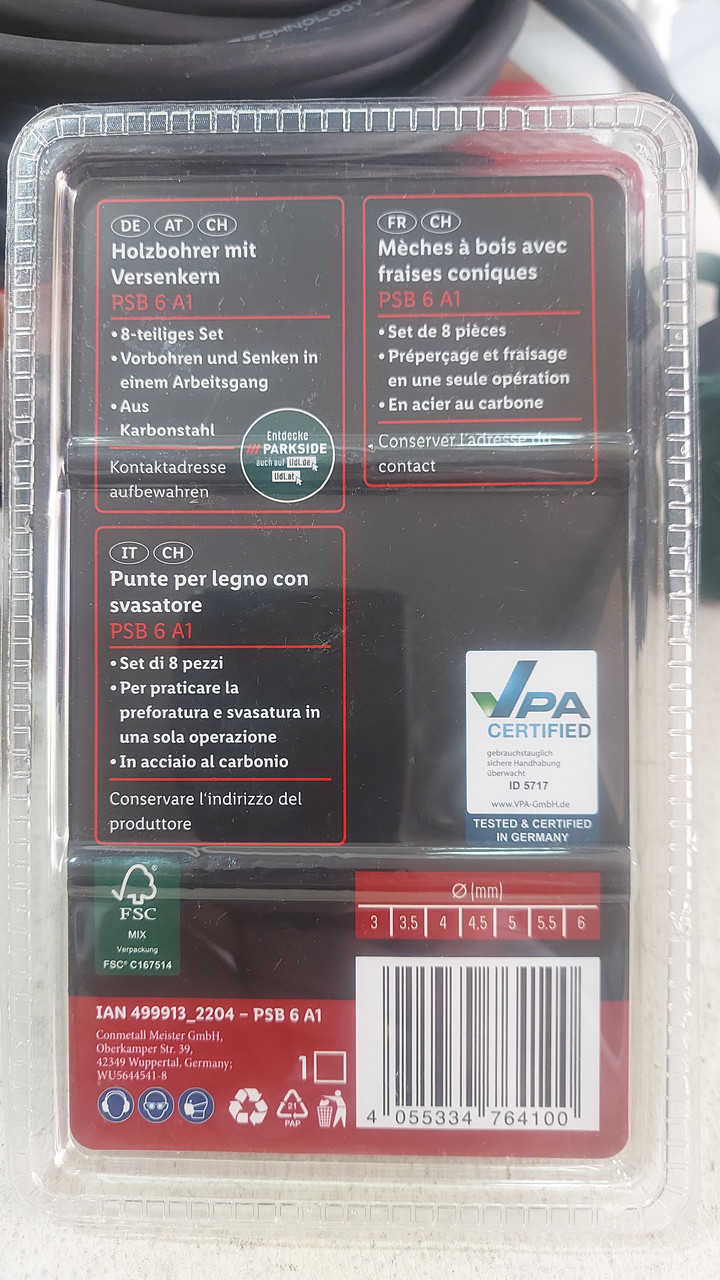 TECHNOLOGY
DE AT CH
Holzbohrer mit
Versenkern
PSB 6 A1
•8-teiliges Set
•Vorbohren und Senken in
einem Arbeitsgang
•Aus
Karbonstahl
Kontaktadresse
aufbewahren
Entdecke
PARKSIDE
auch auf lidl.de
lidl.at
FR CH
Mèches à bois avec
fraises coniques
PSB 6 A1
•Set de 8 pièces
•Préperçage et fraisage
en une seule opération
•En acier au carbone
Conserver l'adresse du
contact
IT CH
Punte per legno con
svasatore
PSB 6 A1
•Set di 8 pezzi
•Per praticare la
preforatura e svasatura in
una sola operazione
•In acciaio al carbonio
Conservare l'indirizzo del
produttore
VPA
CERTIFIED
gebrauchstauglich
sichere Handhabung
überwacht
ID 5717
www.VPA-GmbH.de
TESTED & CERTIFIED
IN GERMANY
FSC
MIX
Verpackung
FSC® C167514
Ø (mm)
3 3.5 4 4.5 5 5.5 6
IAN 499913_2204 – PSB 6 A1
Conmetall Meister GmbH,
Oberkamper Str. 39,
42349 Wuppertal, Germany;
WU5644541-8
1
21
PAP
4 055334 764100